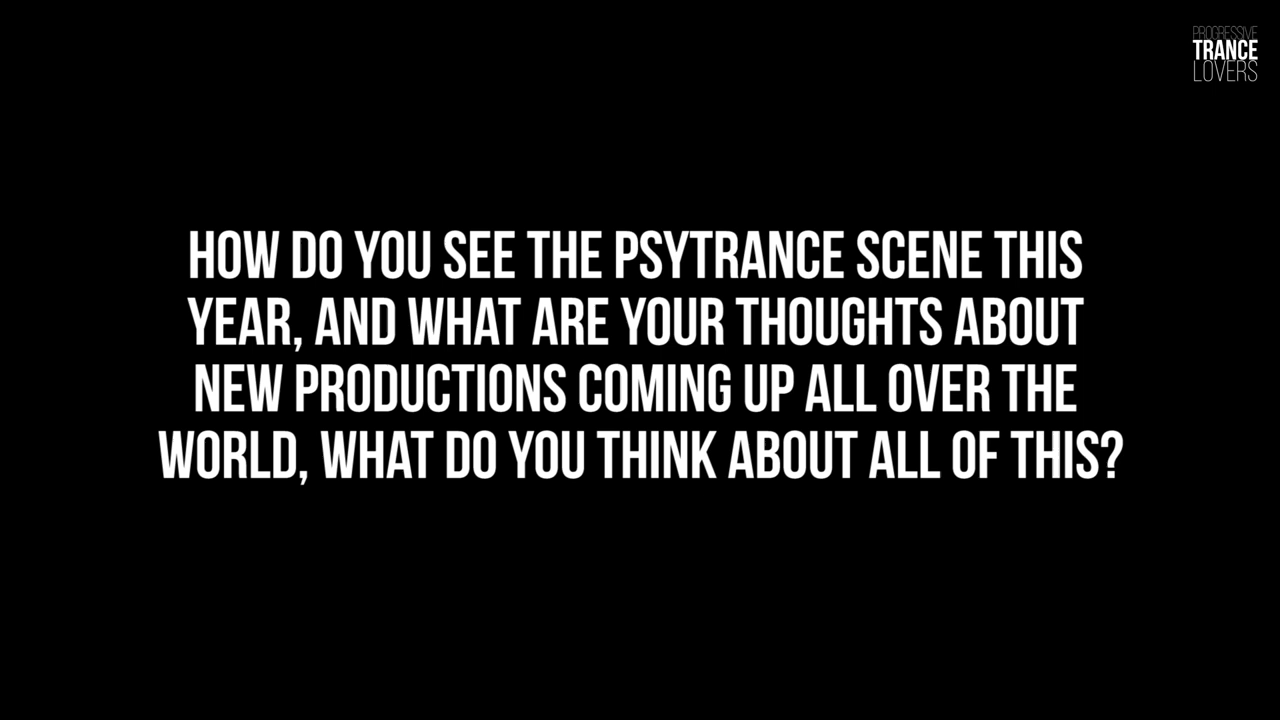 PROGRESSIVE
TRANCE
LOVERS
HOW DO YOU SEE THE PSYTRANCE SCENE THIS
YEAR, AND WHAT ARE YOUR THOUGHTS ABOUT
NEW PRODUCTIONS COMING UP ALL OVER THE
WORLD, WHAT DO YOU THINK ABOUT ALL OF THIS?